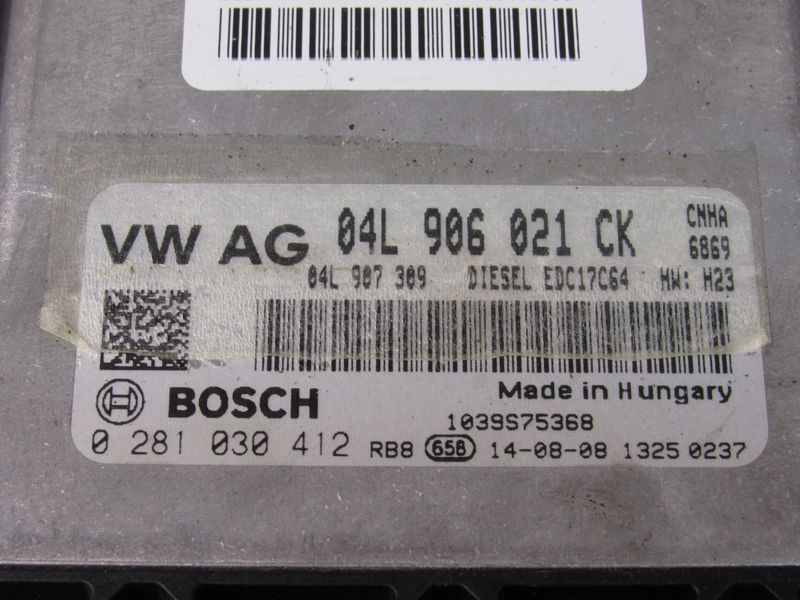 VW AG 04L 906 021 CK CNHA
6869
04L 907 309 DIESEL EDC17C64 HW: H23
Made in Hungary
BOSCH
1039S75368
0 281 030 412 RB8 658 14-08-08 1325 0237